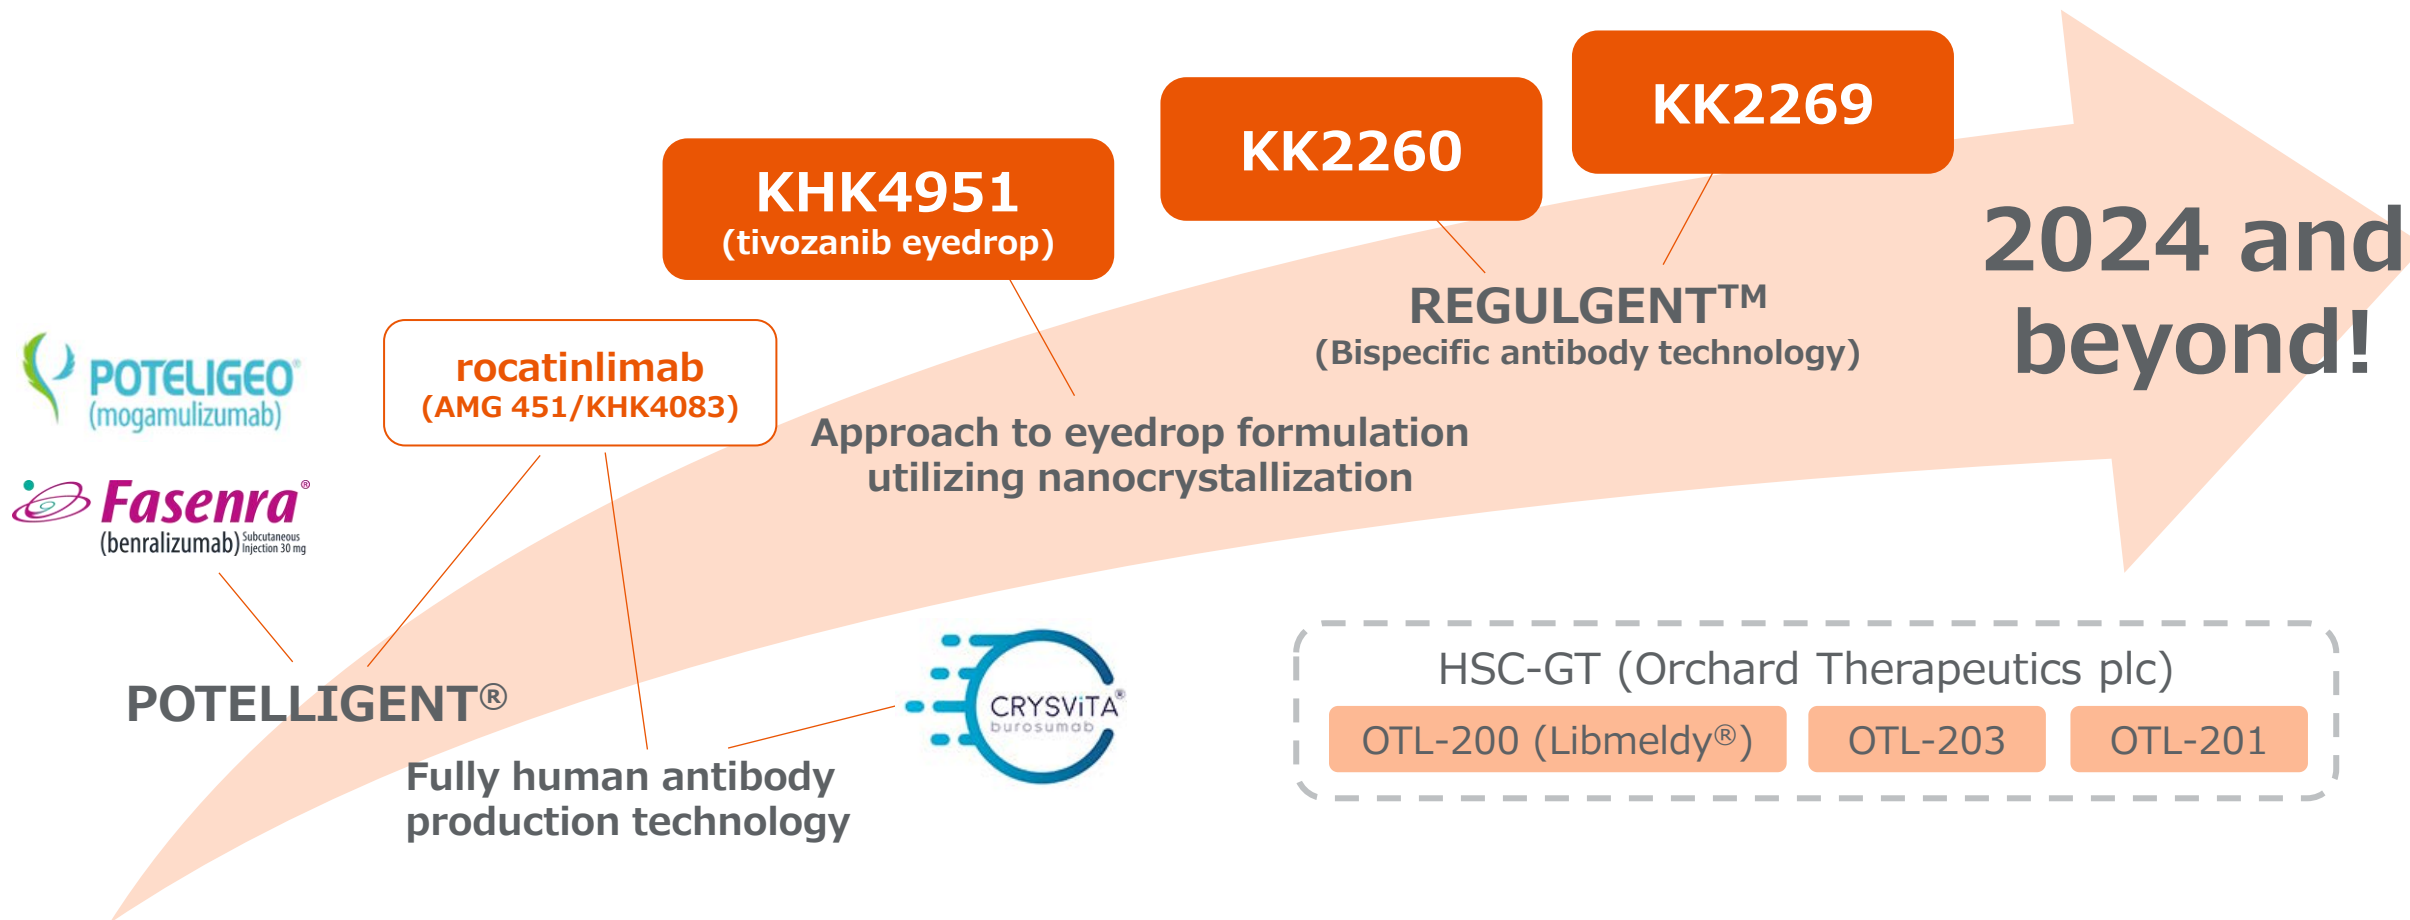 KK2269
KK2260
KHK4951
(tivozanib eyedrop)
2024 and
beyond!
REGULGENT™
(Bispecific antibody technology)
rocatinlimab
(AMG 451/KHK4083)
POTELIGEO®
(mogamulizumab)
Approach to eyedrop formulation
utilizing nanocrystallization
Fasenra®
(benralizumab) Subcutaneous
Injection 30 mg
POTELLIGENT®
CRYSViTA®
burosumab
Fully human antibody
production technology
HSC-GT (Orchard Therapeutics plc)
OTL-200 (Libmeldy®)
OTL-203
OTL-201